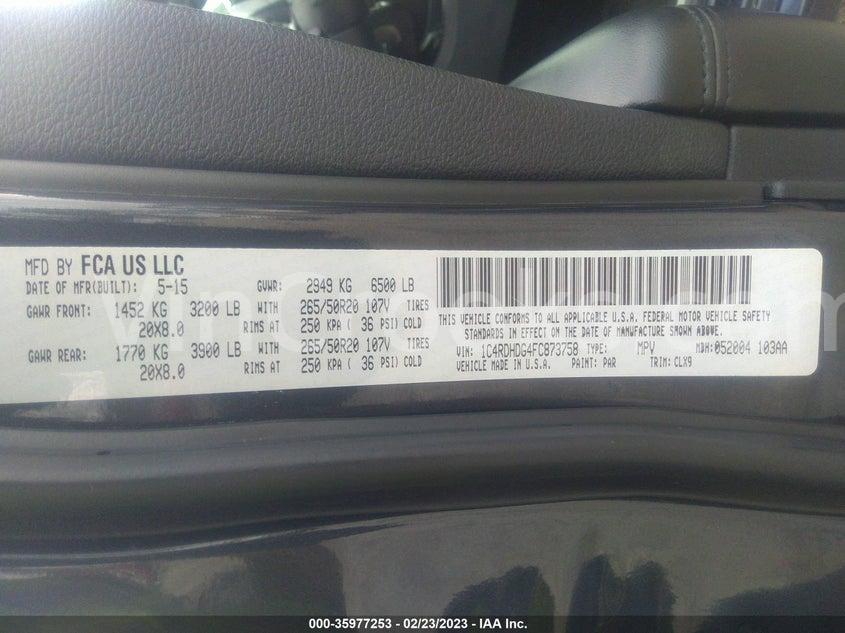 MFD BY FCA US LLC
DATE OF MFR(BUILT): 5-15 GVWR: 2949 KG 6500 LB
GAWR FRONT: 1452 KG 3200 LB WITH 265/50R20 107V TIRES
20X8.0 RIMS AT 250 KPA ( 36 PSI) COLD
GAWR REAR: 1770 KG 3900 LB WITH 265/50R20 107V TIRES
20X8.0 RIMS AT 250 KPA ( 36 PSI) COLD
THIS VEHICLE CONFORMS TO ALL APPLICABLE U.S.A. FEDERAL MOTOR VEHICLE SAFETY
STANDARDS IN EFFECT ON THE DATE OF MANUFACTURE SHOWN ABOVE.
VIN: 1C4RDHDG4FC873758 TYPE: MPV MDH: 052004 103AA
VEHICLE MADE IN U.S.A. PAINT: PAR TRIM: CLX9
000-35977253 - 02/23/2023 - IAA Inc.